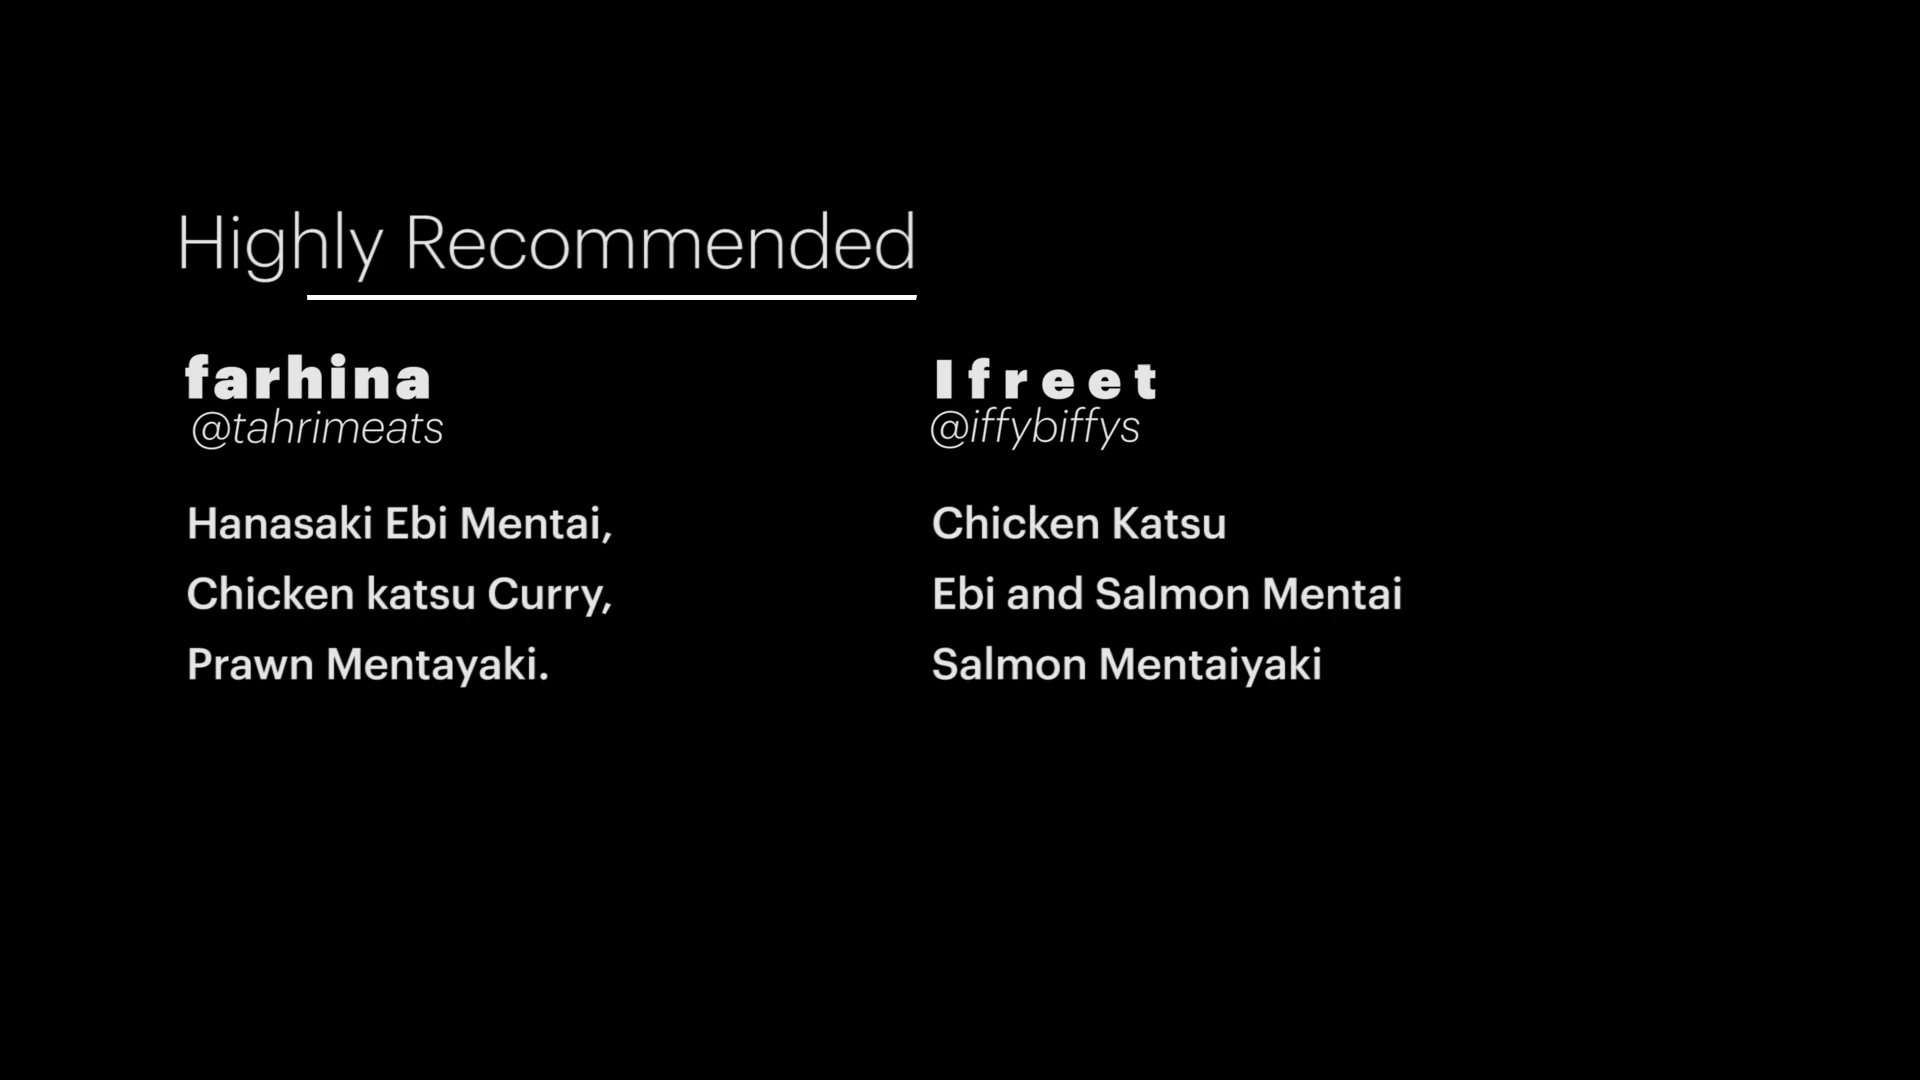 Highly Recommended
farhina
@tahrimeats
Hanasaki Ebi Mentai,
Chicken katsu Curry,
Prawn Mentayaki.
Ifreet
@iffybiffys
Chicken Katsu
Ebi and Salmon Mentai
Salmon Mentaiyaki